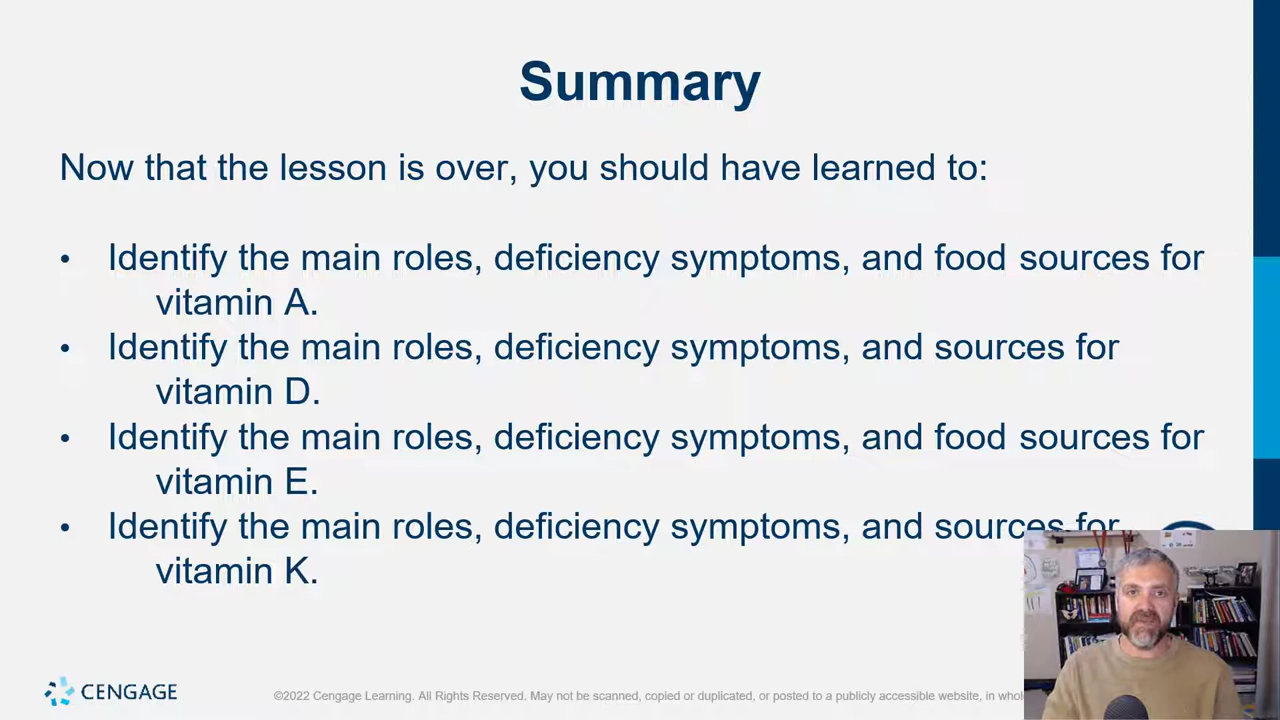 Summary
Now that the lesson is over, you should have learned to:
• Identify the main roles, deficiency symptoms, and food sources for
vitamin A.
• Identify the main roles, deficiency symptoms, and sources for
vitamin D.
• Identify the main roles, deficiency symptoms, and food sources for
vitamin E.
• Identify the main roles, deficiency symptoms, and sources for
vitamin K.
CENGAGE
©2022 Cengage Learning. All Rights Reserved. May not be scanned, copied or duplicated, or posted to a publicly accessible website, in